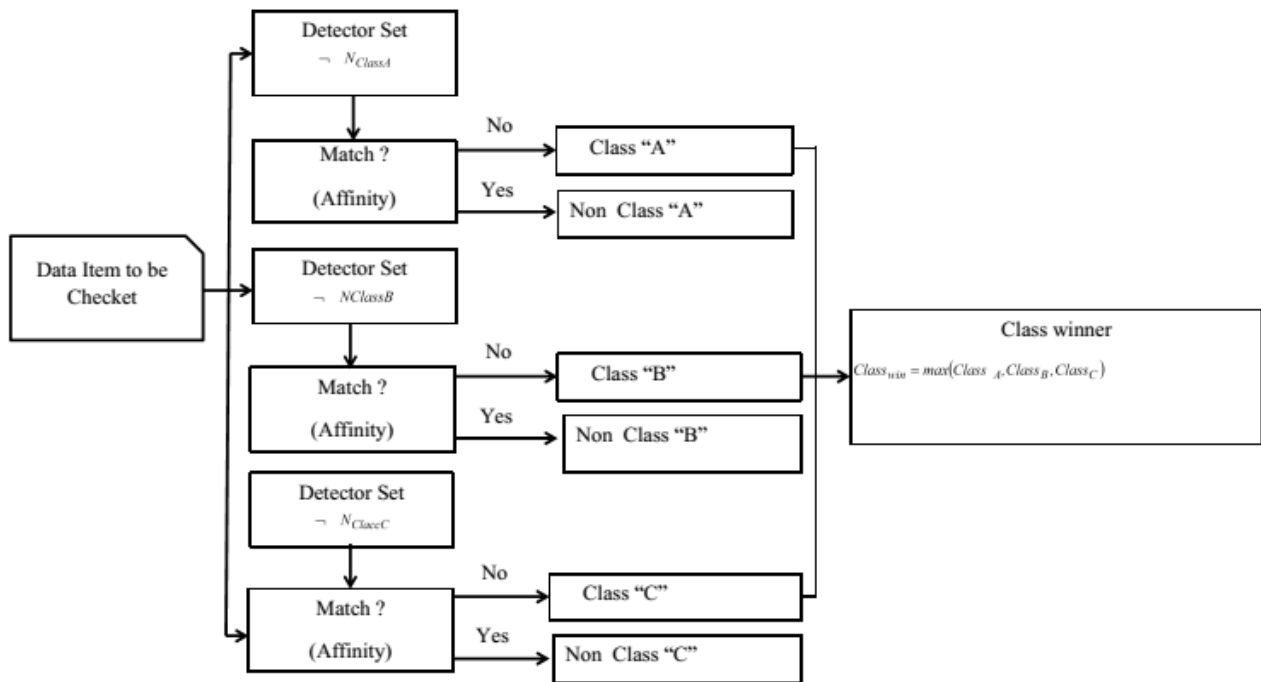 Detector Set
¬ N_ClassA
Match ?
(Affinity)
No
Yes
Class “A”
Non Class “A”
Data Item to be
Checket
Detector Set
¬ NClassB
Match ?
(Affinity)
No
Yes
Class “B”
Non Class “B”
Class winner
Class_win = max(Class_A, Class_B, Class_C)
Detector Set
¬ N_ClaccC
Match ?
(Affinity)
No
Yes
Class “C”
Non Class “C”